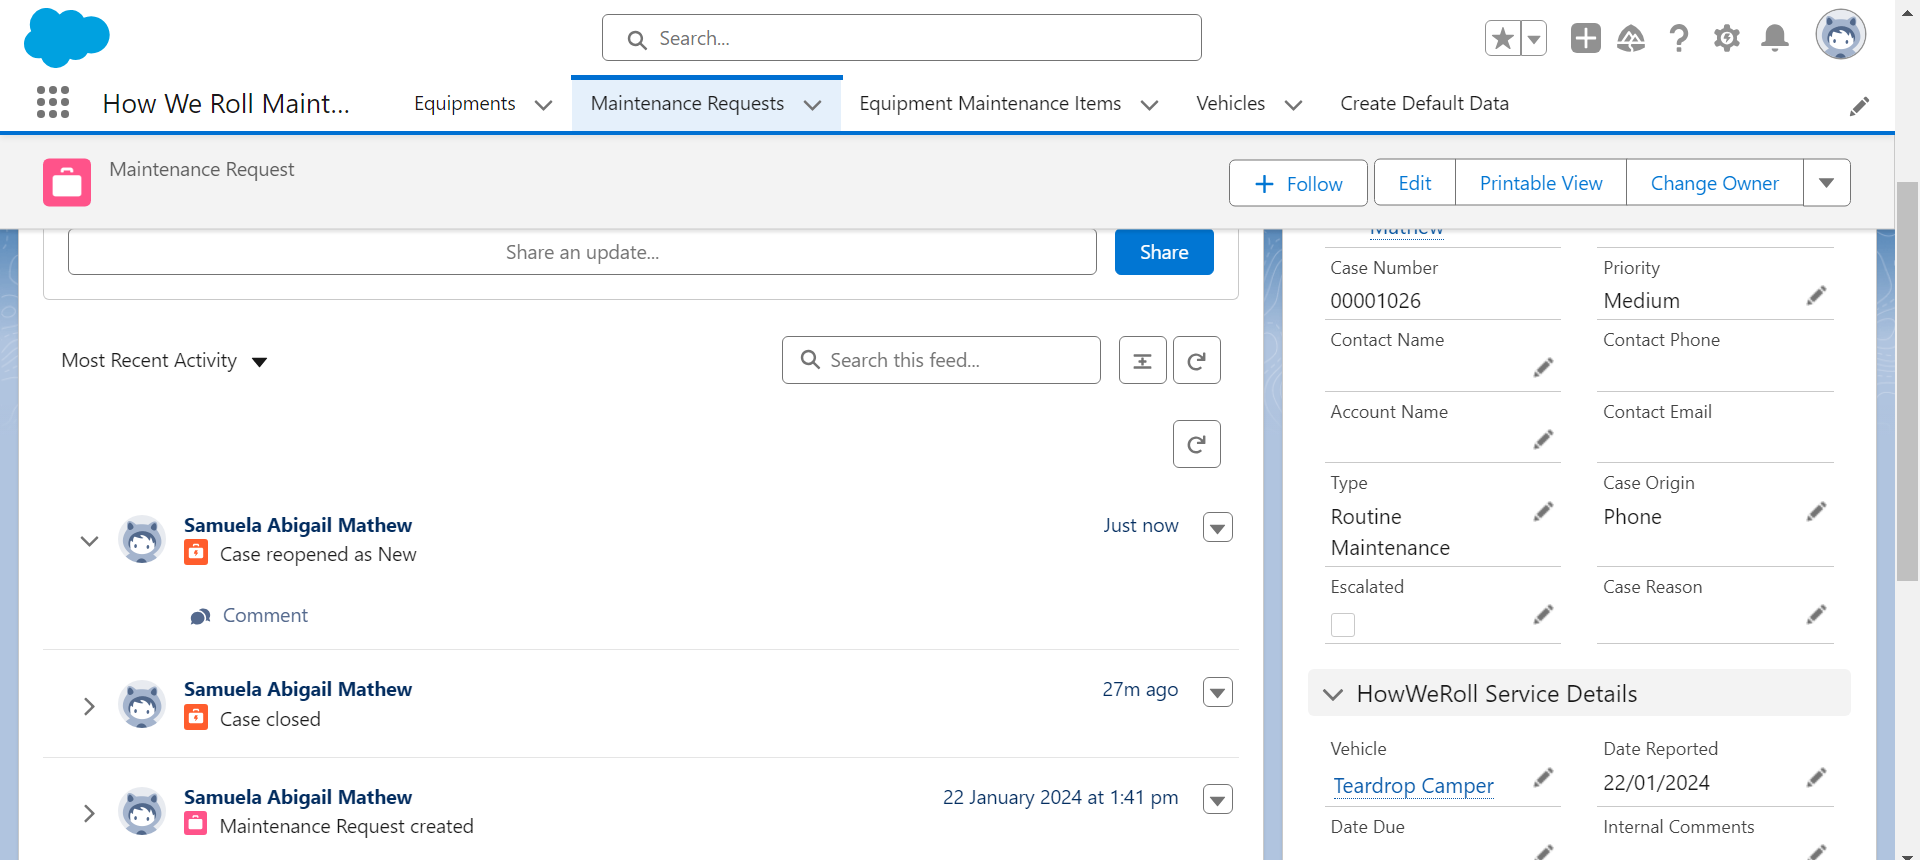 Search...
How We Roll Maint...
Equipments
Maintenance Requests
Equipment Maintenance Items
Vehicles
Create Default Data
Maintenance Request
Follow
Edit
Printable View
Change Owner
Share an update...
Share
Most Recent Activity
Search this feed...
Samuela Abigail Mathew
Just now
Case reopened as New
Comment
Samuela Abigail Mathew
27m ago
Case closed
Samuela Abigail Mathew
22 January 2024 at 1:41 pm
Maintenance Request created
Mathew
Case Number
00001026
Priority
Medium
Contact Name
Contact Phone
Account Name
Contact Email
Type
Routine
Maintenance
Case Origin
Phone
Escalated
Case Reason
HowWeRoll Service Details
Vehicle
Teardrop Camper
Date Reported
22/01/2024
Date Due
Internal Comments